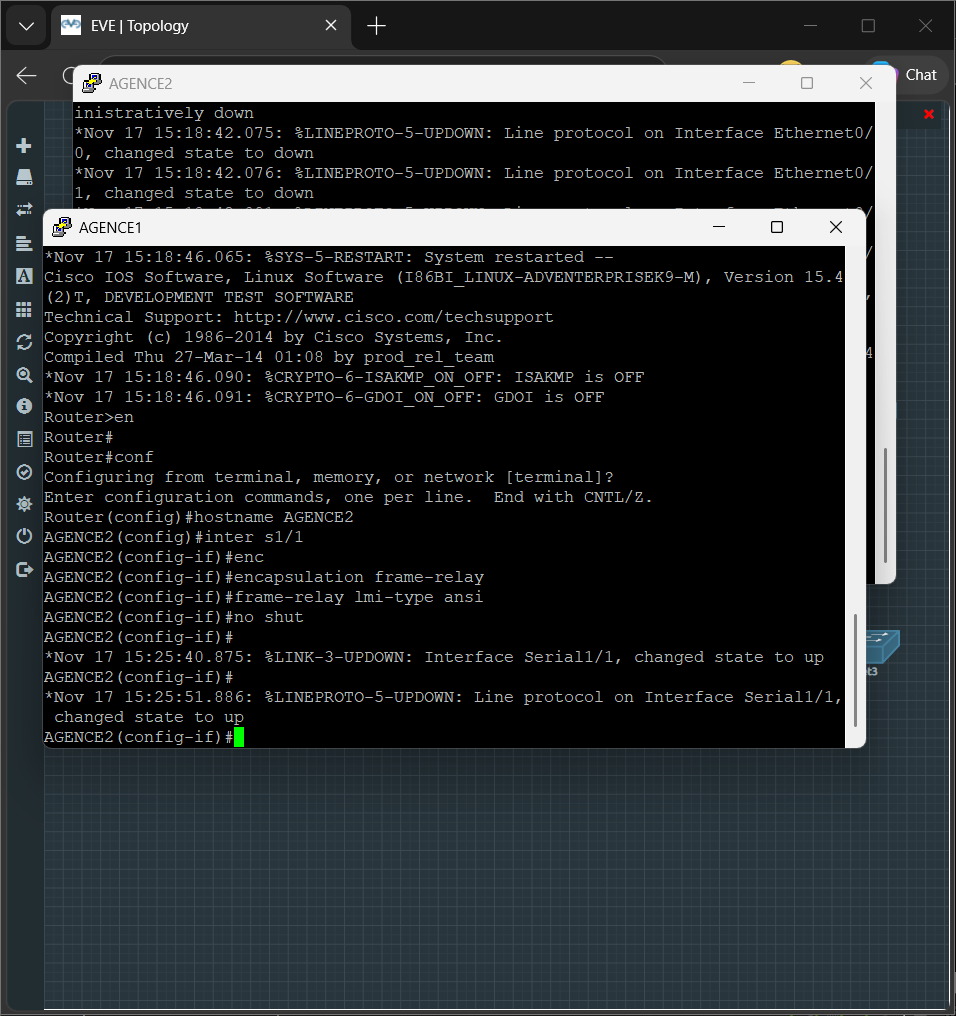 EVE | Topology
Chat
AGENCE2
inistratively down
*Nov 17 15:18:42.075: %LINEPROTO-5-UPDOWN: Line protocol on Interface Ethernet0/
0, changed state to down
*Nov 17 15:18:42.076: %LINEPROTO-5-UPDOWN: Line protocol on Interface Ethernet0/
1, changed state to down
AGENCE1
*Nov 17 15:18:46.065: %SYS-5-RESTART: System restarted --
Cisco IOS Software, Linux Software (I86BI_LINUX-ADVENTERPRISEK9-M), Version 15.4
(2)T, DEVELOPMENT TEST SOFTWARE
Technical Support: http://www.cisco.com/techsupport
Copyright (c) 1986-2014 by Cisco Systems, Inc.
Compiled Thu 27-Mar-14 01:08 by prod_rel_team
*Nov 17 15:18:46.090: %CRYPTO-6-ISAKMP_ON_OFF: ISAKMP is OFF
*Nov 17 15:18:46.091: %CRYPTO-6-GDOI_ON_OFF: GDOI is OFF
Router>en
Router#
Router#conf
Configuring from terminal, memory, or network [terminal]?
Enter configuration commands, one per line.  End with CNTL/Z.
Router(config)#hostname AGENCE2
AGENCE2(config)#inter s1/1
AGENCE2(config-if)#enc
AGENCE2(config-if)#encapsulation frame-relay
AGENCE2(config-if)#frame-relay lmi-type ansi
AGENCE2(config-if)#no shut
AGENCE2(config-if)#
*Nov 17 15:25:40.875: %LINK-3-UPDOWN: Interface Serial1/1, changed state to up
AGENCE2(config-if)#
*Nov 17 15:25:51.886: %LINEPROTO-5-UPDOWN: Line protocol on Interface Serial1/1,
 changed state to up
AGENCE2(config-if)#